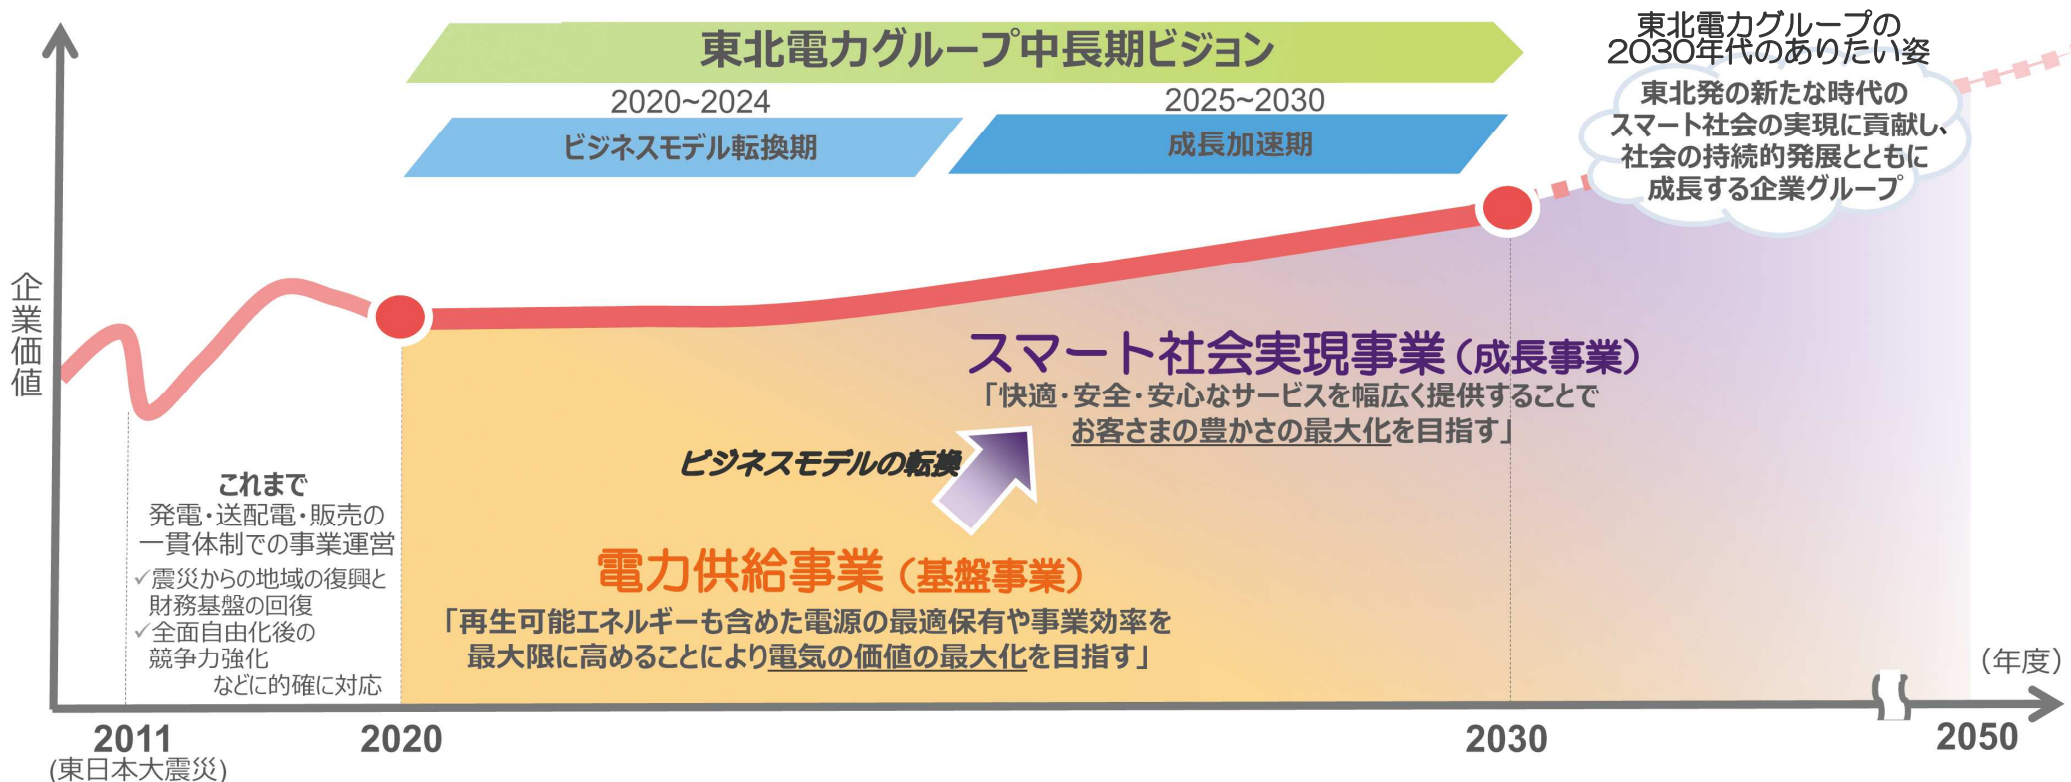 東北電力グループ中長期ビジョン
2020~2024
2025~2030
ビジネスモデル転換期
成長加速期
東北電力グループの
2030年代のありたい姿
東北発の新たな時代の
スマート社会の実現に貢献し、
社会の持続的発展とともに
成長する企業グループ
企業価値
スマート社会実現事業（成長事業）
「快適・安全・安心なサービスを幅広く提供することで
お客さまの豊かさの最大化を目指す」
ビジネスモデルの転換
これまで
発電・送配電・販売の
一貫体制での事業運営
✓震災からの地域の復興と
財務基盤の回復
✓全面自由化後の
競争力強化
などに的確に対応
電力供給事業（基盤事業）
「再生可能エネルギーも含めた電源の最適保有や事業効率を
最大限に高めることにより電気の価値の最大化を目指す」
（年度）
2011
(東日本大震災)
2020
2030
2050